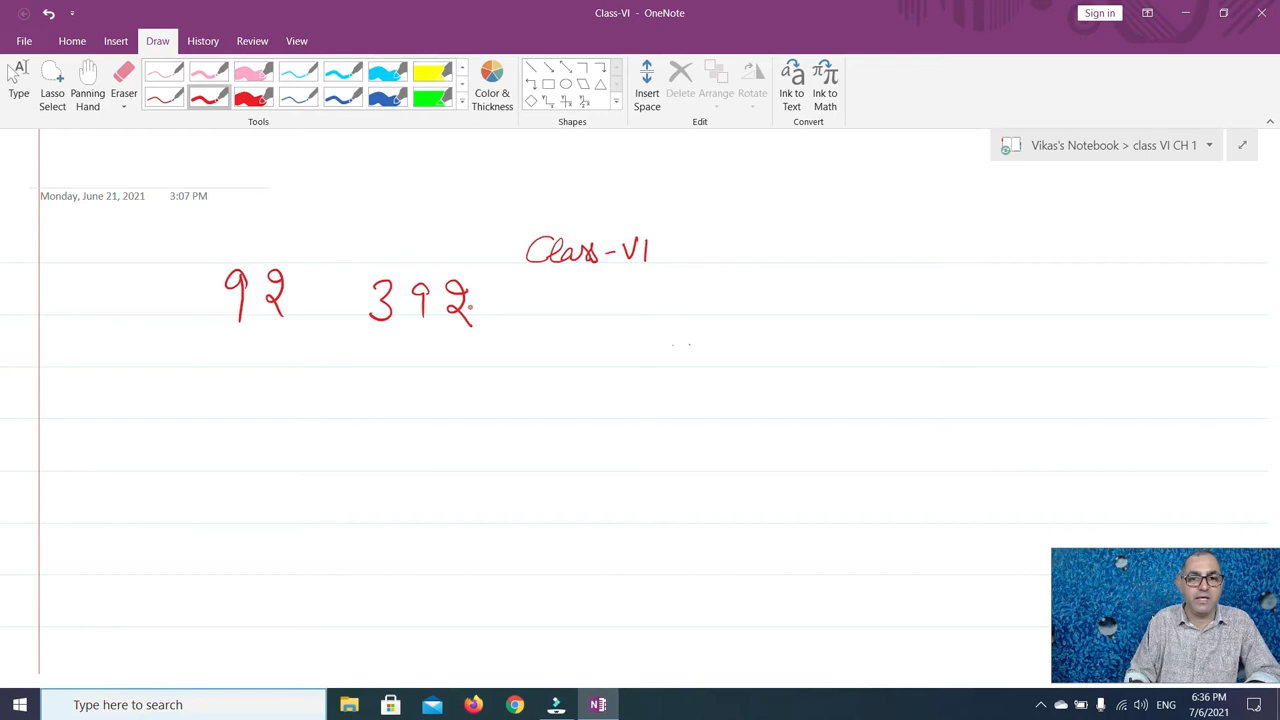 Class-VI - OneNote
Sign in
File Home Insert Draw History Review View
Type
Lasso Select
Panning Hand
Eraser
Color & Thickness
Insert Space
Delete
Arrange
Rotate
Ink to Text
Ink to Math
Tools
Shapes
Edit
Convert
Vikas's Notebook > class VI CH 1
Monday, June 21, 2021 3:07 PM
Class-VI
92 392
Type here to search
ENG
6:36 PM
7/6/2021